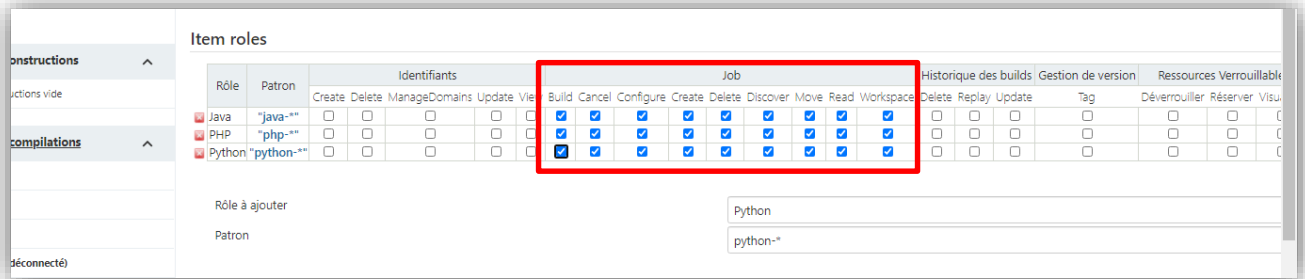 Item roles
onstructions
uctions vide
compilations
déconnecté)
Rôle Patron Identifiants Job Historique des builds Gestion de version Ressources Verrouillable
Create Delete ManageDomains Update View Build Cancel Configure Create Delete Discover Move Read Workspace Delete Replay Update Tag Déverrouiller Réserver Visu
Java "java-*"
PHP "php-*"
Python "python-*"
Rôle à ajouter Python
Patron python-*